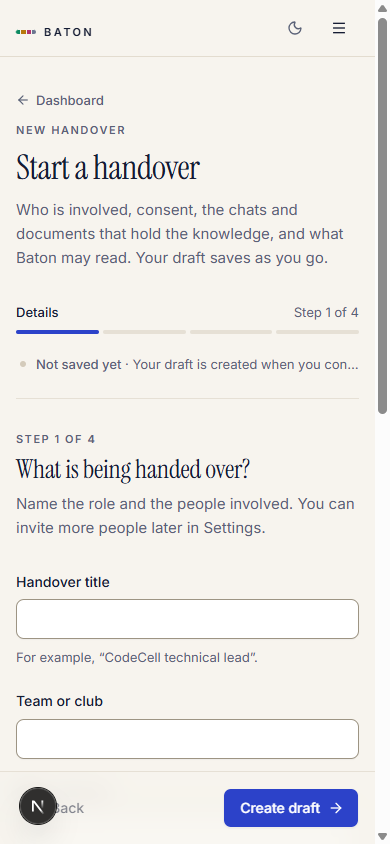 BATON
Dashboard
NEW HANDOVER
Start a handover
Who is involved, consent, the chats and
documents that hold the knowledge, and what
Baton may read. Your draft saves as you go.
Details
Step 1 of 4
Not saved yet · Your draft is created when you con…
STEP 1 OF 4
What is being handed over?
Name the role and the people involved. You can
invite more people later in Settings.
Handover title
For example, “CodeCell technical lead”.
Team or club
N
Back
Create draft